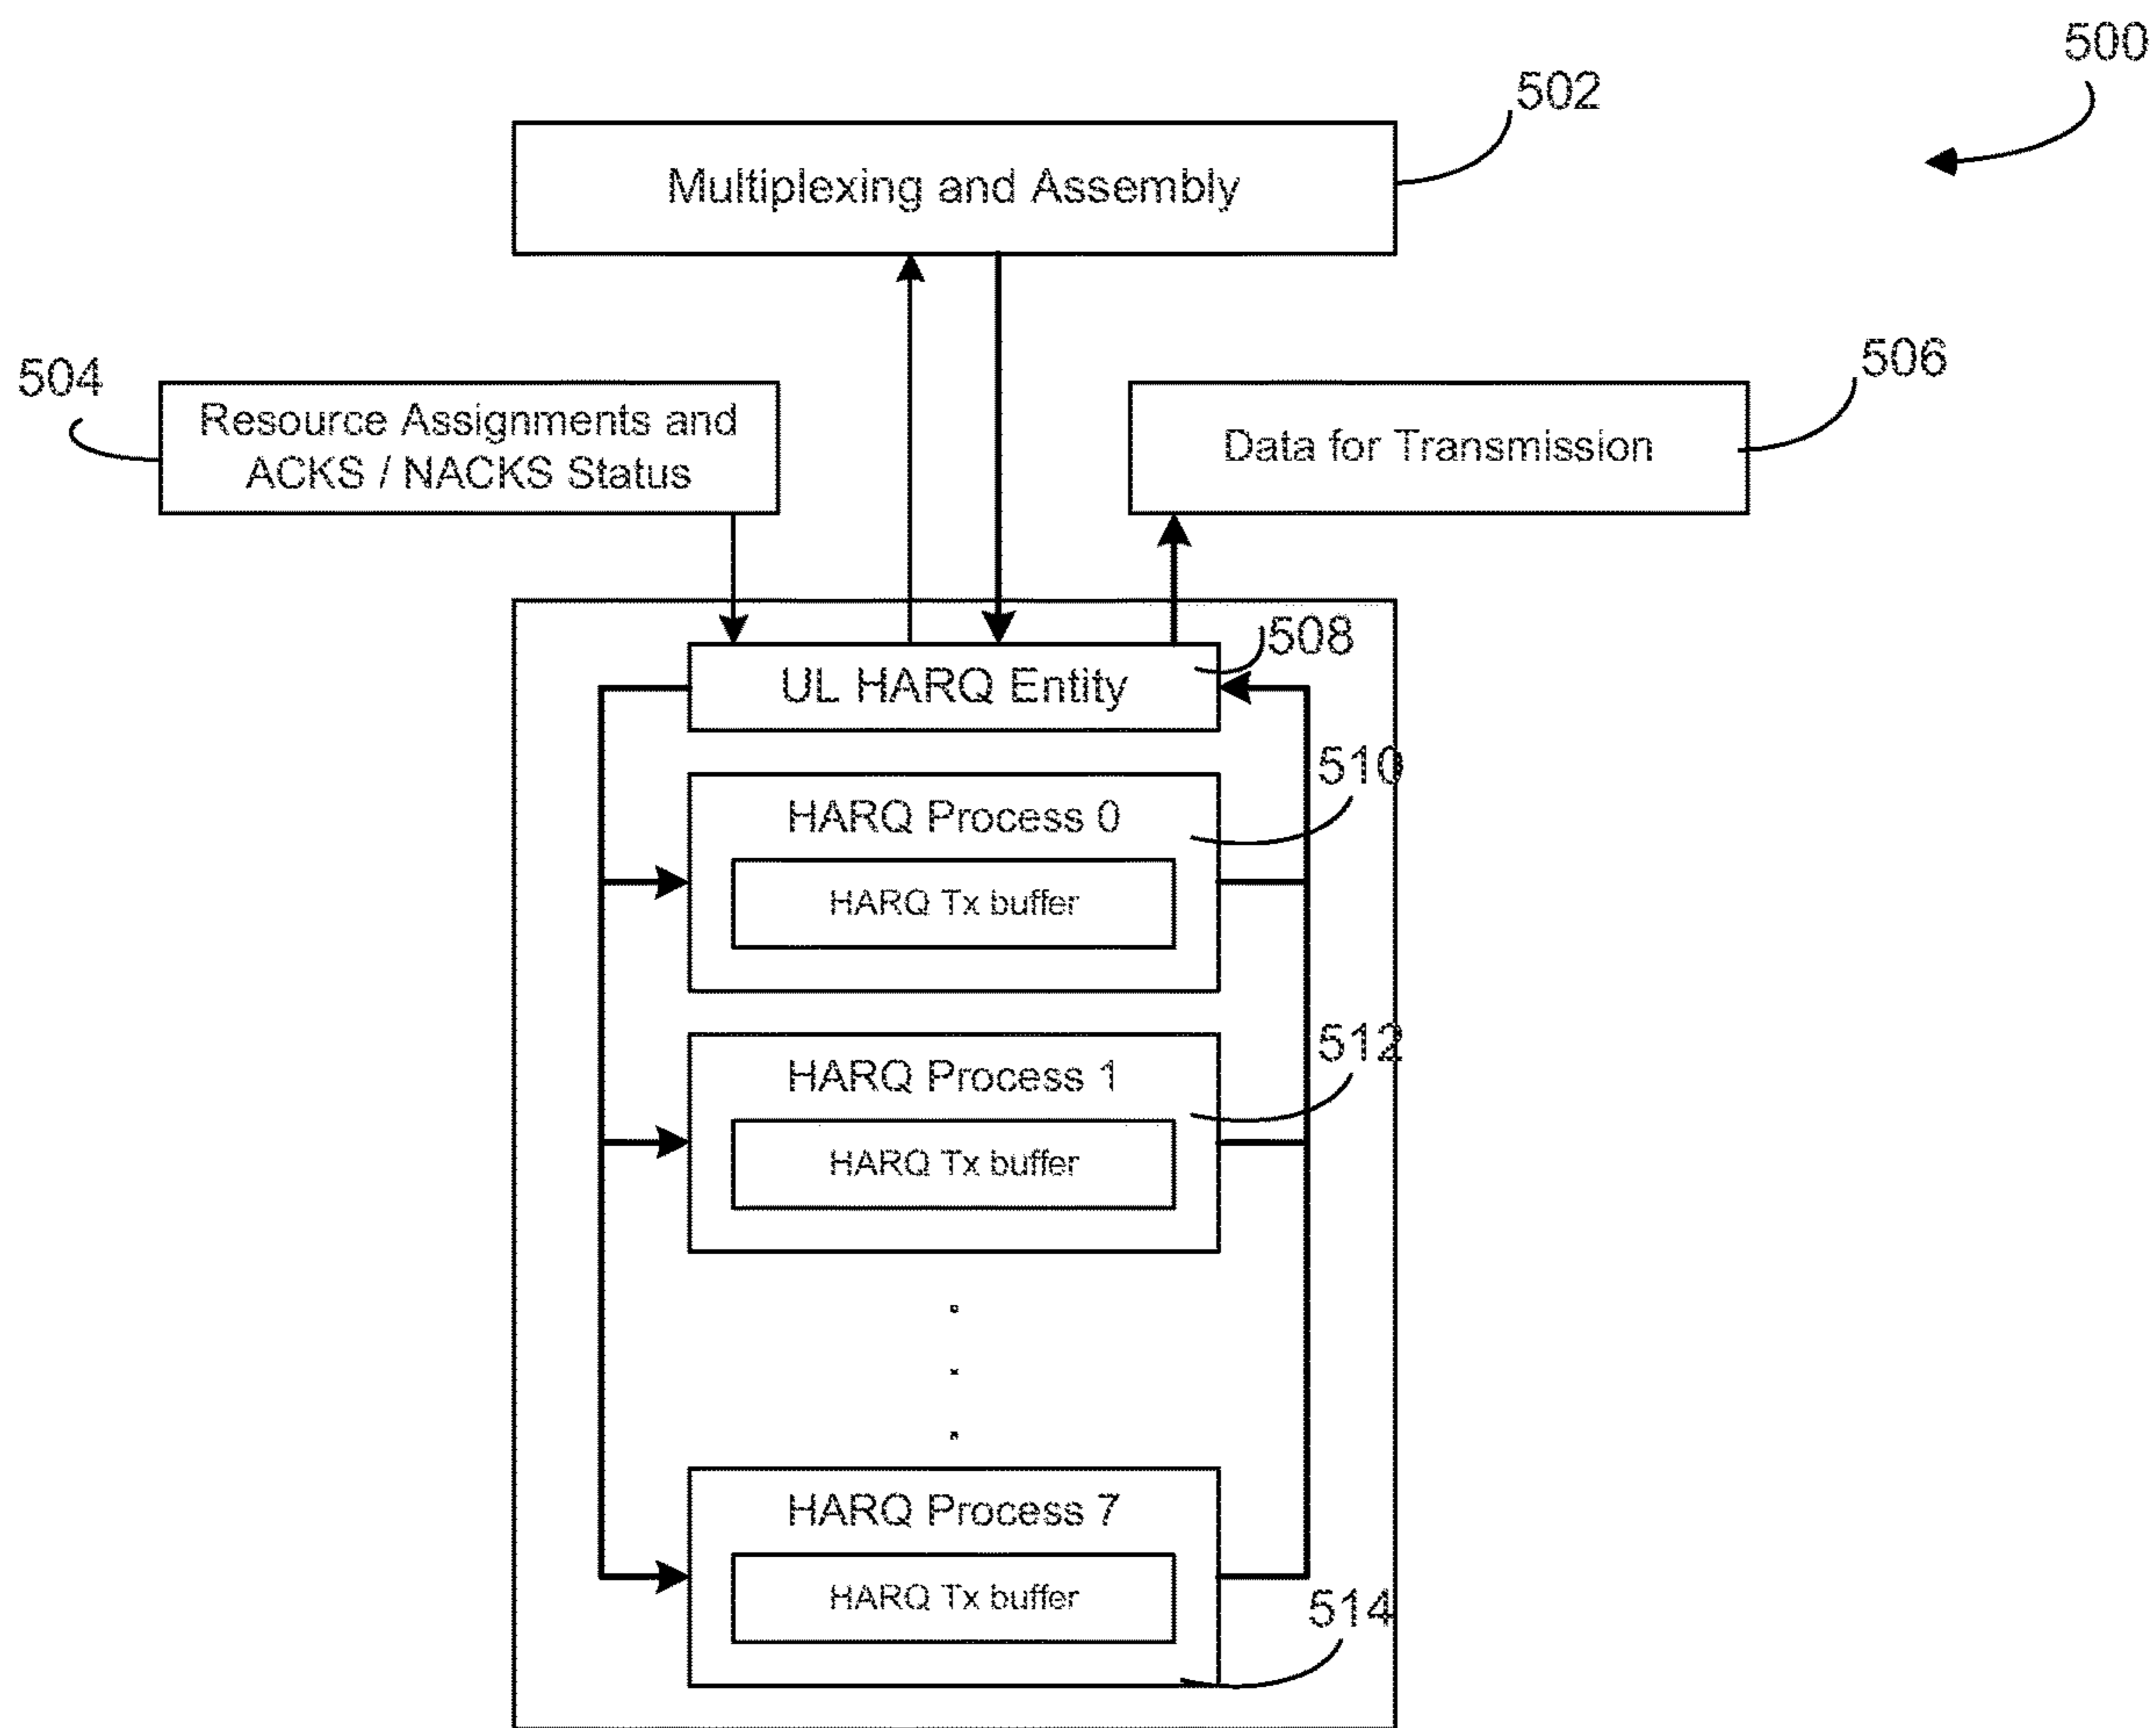 500
502
Multiplexing and Assembly
504
506
Resource Assignments and
ACKS / NACKS Status
Data for Transmission
508
UL HARQ Entity
510
HARQ Process 0
HARQ Tx buffer
512
HARQ Process 1
HARQ Tx buffer
HARQ Process 7
HARQ Tx buffer
514